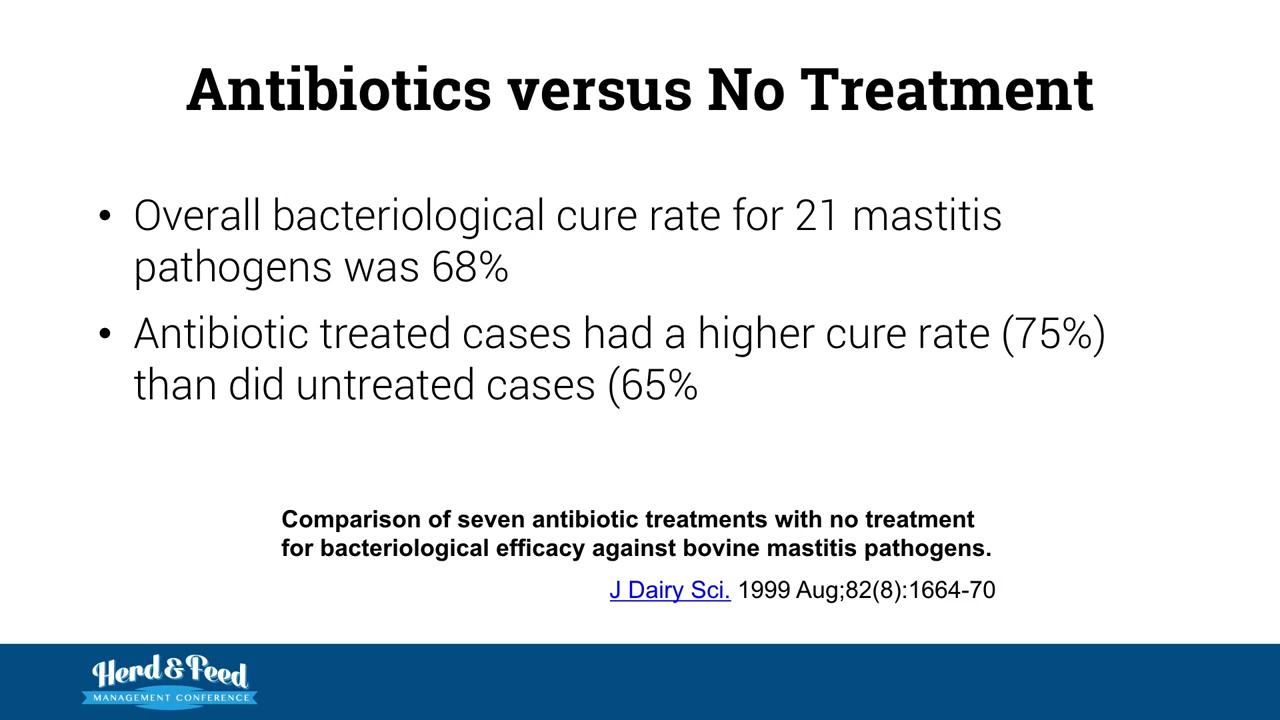 Antibiotics versus No Treatment
• Overall bacteriological cure rate for 21 mastitis
pathogens was 68%
• Antibiotic treated cases had a higher cure rate (75%)
than did untreated cases (65%
Comparison of seven antibiotic treatments with no treatment
for bacteriological efficacy against bovine mastitis pathogens.
J Dairy Sci. 1999 Aug;82(8):1664-70
Herd & Feed
MANAGEMENT CONFERENCE